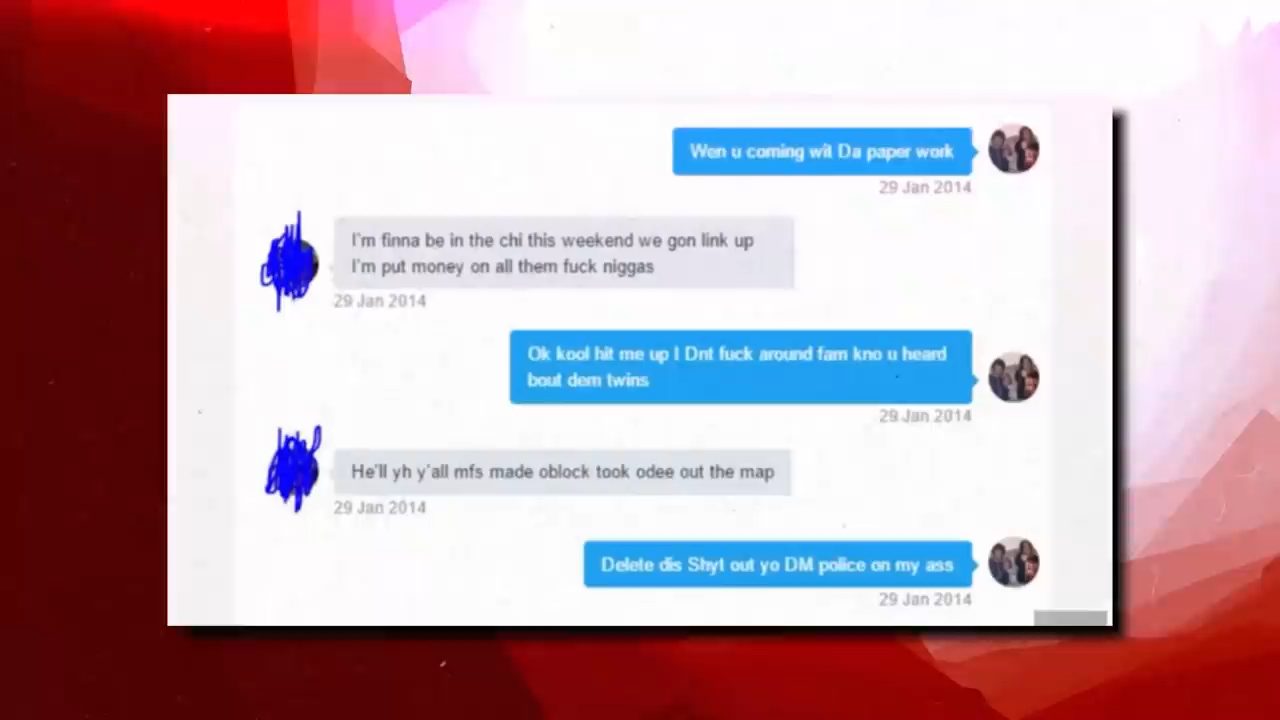 Wen u coming wit Da paper work
29 Jan 2014
I'm finna be in the chi this weekend we gon link up
I'm put money on all them fuck niggas
29 Jan 2014
Ok kool hit me up I Dnt fuck around fam kno u heard
bout dem twins
29 Jan 2014
He'll yh y'all mfs made oblock took odee out the map
29 Jan 2014
Delete dis Shyt out yo DM police on my ass
29 Jan 2014